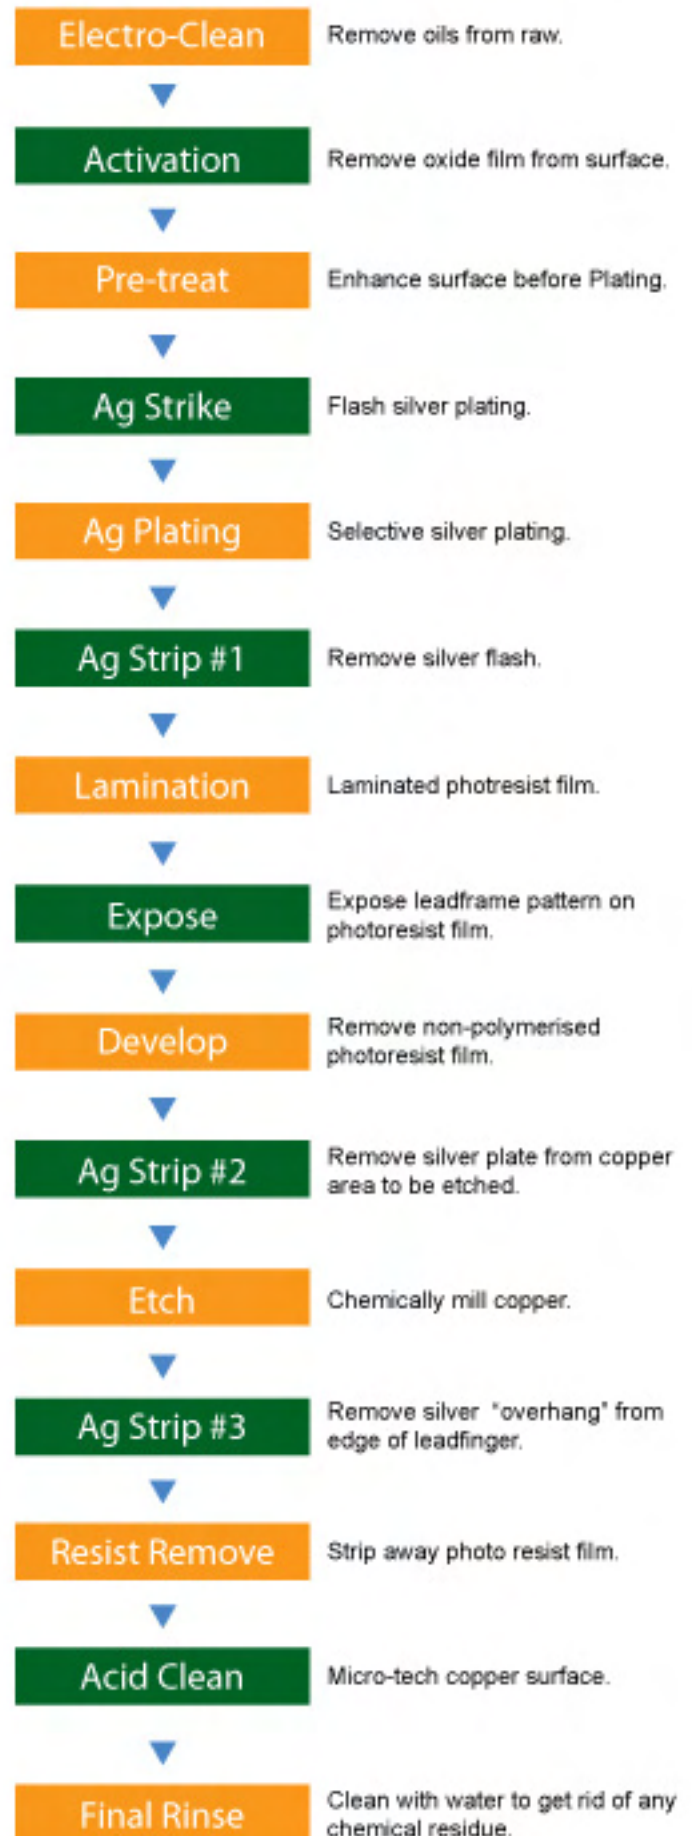 Electro-Clean
Remove oils from raw.
Activation
Remove oxide film from surface.
Pre-treat
Enhance surface before Plating.
Ag Strike
Flash silver plating.
Ag Plating
Selective silver plating.
Ag Strip #1
Remove silver flash.
Lamination
Laminated photresist film.
Expose
Expose leadframe pattern on
photoresist film.
Develop
Remove non-polymerised
photoresist film.
Ag Strip #2
Remove silver plate from copper
area to be etched.
Etch
Chemically mill copper.
Ag Strip #3
Remove silver "overhang" from
edge of leadfinger.
Resist Remove
Strip away photo resist film.
Acid Clean
Micro-tech copper surface.
Final Rinse
Clean with water to get rid of any
chemical residue.